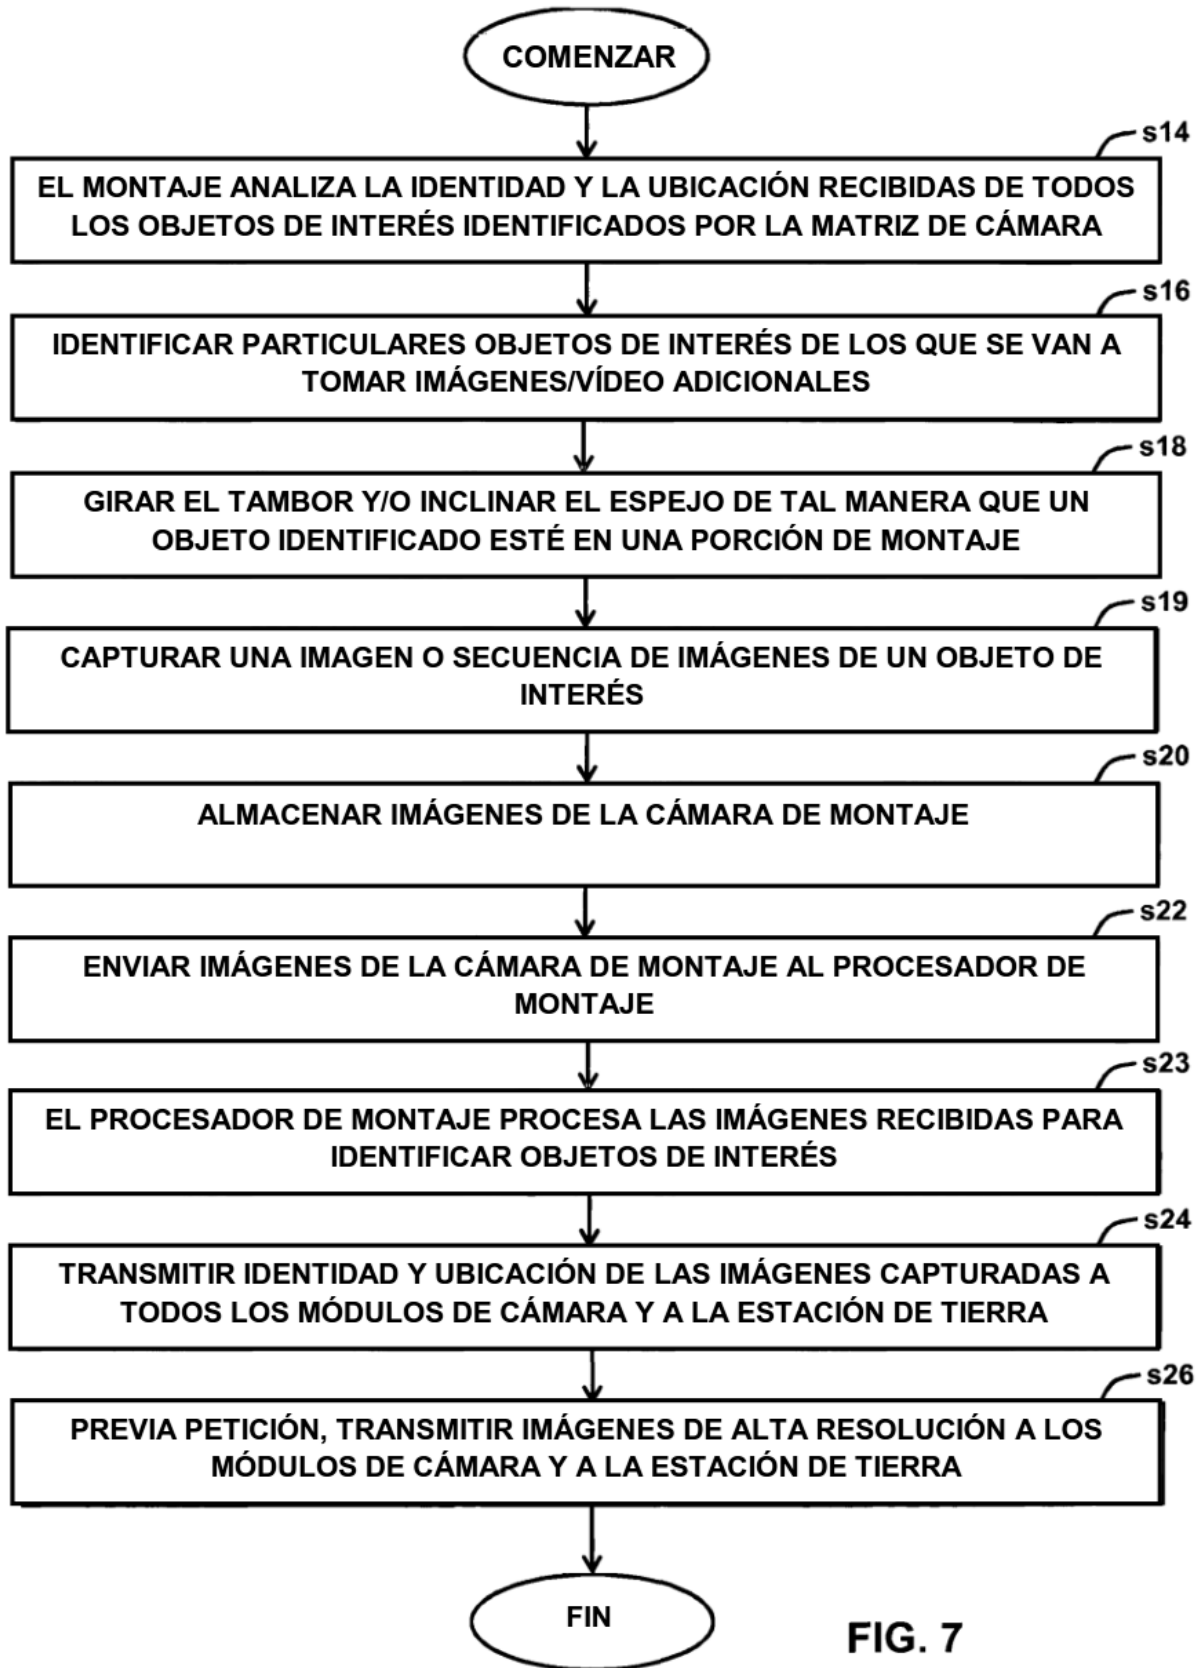 COMENZAR
s14
EL MONTAJE ANALIZA LA IDENTIDAD Y LA UBICACIÓN RECIBIDAS DE TODOS
LOS OBJETOS DE INTERÉS IDENTIFICADOS POR LA MATRIZ DE CÁMARA
s16
IDENTIFICAR PARTICULARES OBJETOS DE INTERÉS DE LOS QUE SE VAN A
TOMAR IMÁGENES/VÍDEO ADICIONALES
s18
GIRAR EL TAMBOR Y/O INCLINAR EL ESPEJO DE TAL MANERA QUE UN
OBJETO IDENTIFICADO ESTÉ EN UNA PORCIÓN DE MONTAJE
s19
CAPTURAR UNA IMAGEN O SECUENCIA DE IMÁGENES DE UN OBJETO DE
INTERÉS
s20
ALMACENAR IMÁGENES DE LA CÁMARA DE MONTAJE
s22
ENVIAR IMÁGENES DE LA CÁMARA DE MONTAJE AL PROCESADOR DE
MONTAJE
s23
EL PROCESADOR DE MONTAJE PROCESA LAS IMÁGENES RECIBIDAS PARA
IDENTIFICAR OBJETOS DE INTERÉS
s24
TRANSMITIR IDENTIDAD Y UBICACIÓN DE LAS IMÁGENES CAPTURADAS A
TODOS LOS MÓDULOS DE CÁMARA Y A LA ESTACIÓN DE TIERRA
s26
PREVIA PETICIÓN, TRANSMITIR IMÁGENES DE ALTA RESOLUCIÓN A LOS
MÓDULOS DE CÁMARA Y A LA ESTACIÓN DE TIERRA
FIN
FIG. 7